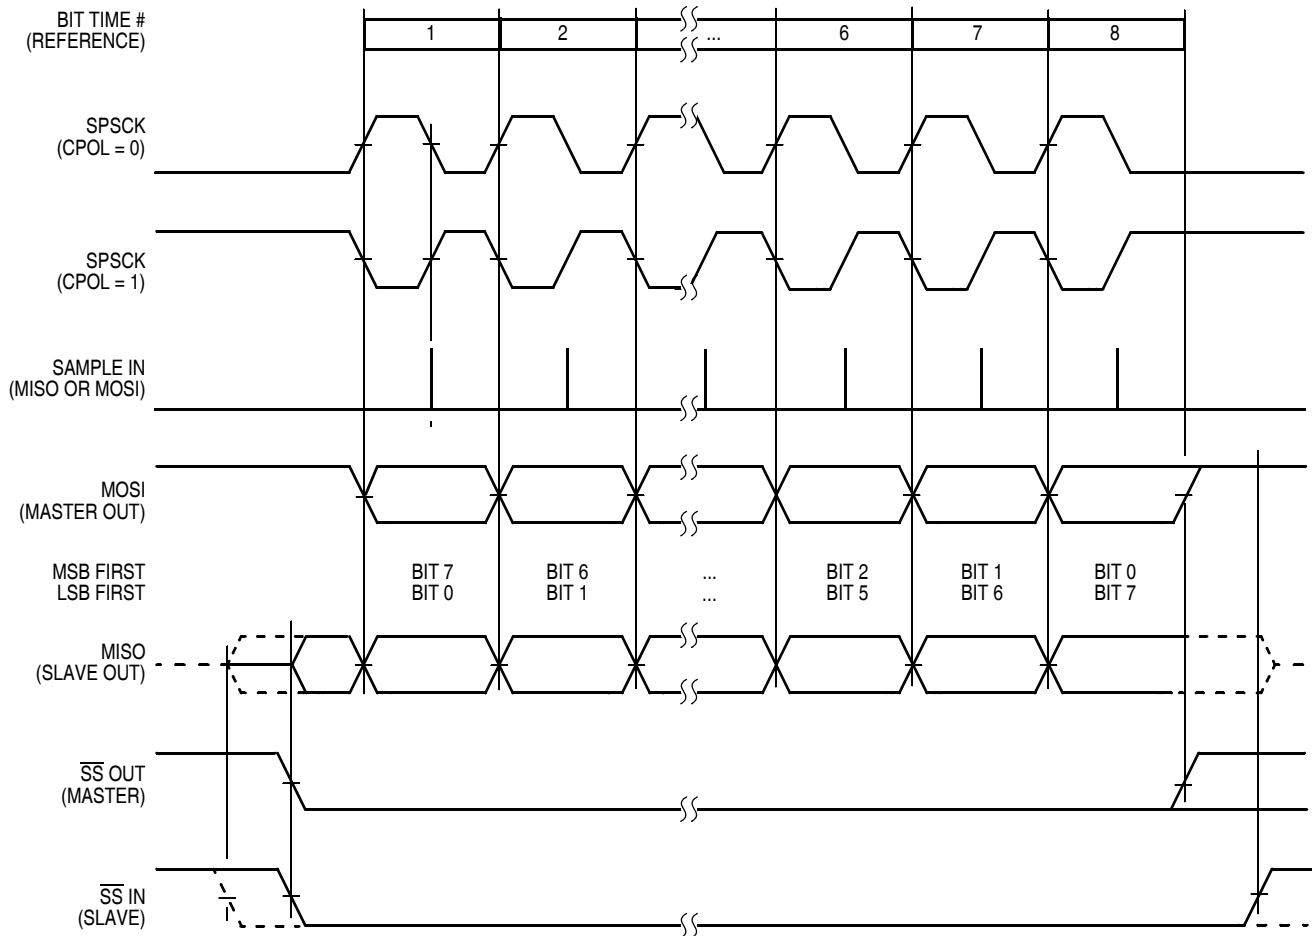 BIT TIME #
(REFERENCE)
1 2 ... 6 7 8
SPSCK
(CPOL = 0)
SPSCK
(CPOL = 1)
SAMPLE IN
(MISO OR MOSI)
MOSI
(MASTER OUT)
MSB FIRST BIT 7 BIT 6 ... BIT 2 BIT 1 BIT 0
LSB FIRST BIT 0 BIT 1 ... BIT 5 BIT 6 BIT 7
MISO
(SLAVE OUT)
S̅S̅ OUT
(MASTER)
S̅S̅ IN
(SLAVE)